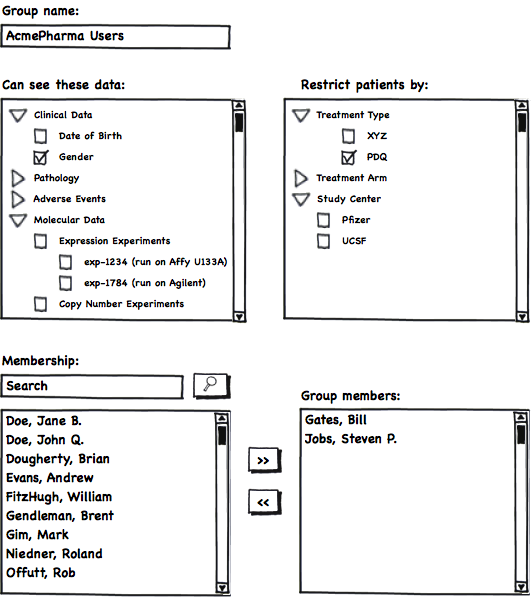 Group name:
AcmePharma Users
Can see these data:
Clinical Data
Date of Birth
Gender
Pathology
Adverse Events
Molecular Data
Expression Experiments
exp-1234 (run on Affy U133A)
exp-1784 (run on Agilent)
Copy Number Experiments
Restrict patients by:
Treatment Type
XYZ
PDQ
Treatment Arm
Study Center
Pfizer
UCSF
Membership:
Search
Doe, Jane B.
Doe, John Q.
Dougherty, Brian
Evans, Andrew
FitzHugh, William
Gendleman, Brent
Gim, Mark
Niedner, Roland
Offutt, Rob
>>
<<
Group members:
Gates, Bill
Jobs, Steven P.